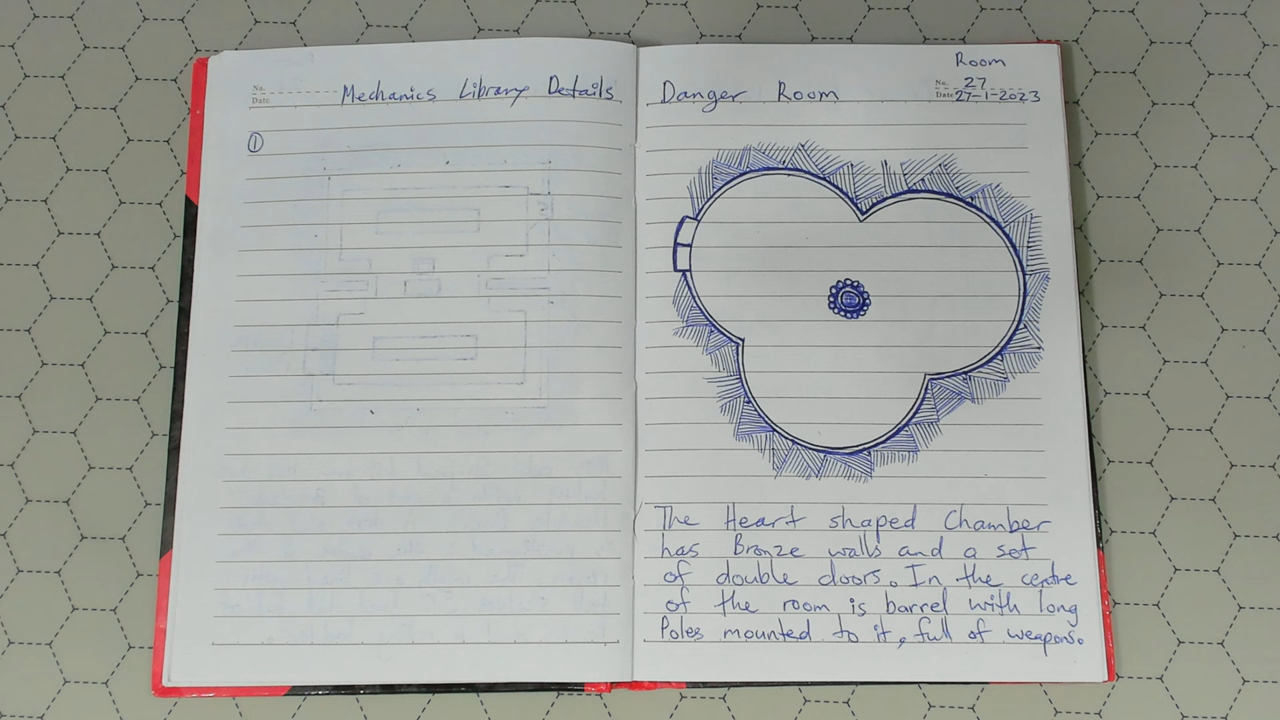 No.
Date
Mechanics Library Details
①
Room
Danger Room
No. 27
Date 27-1-2023
The Heart shaped Chamber
has Bronze walls and a set
of double doors. In the centre
of the room is barrel with long
Poles mounted to it, full of weapons.